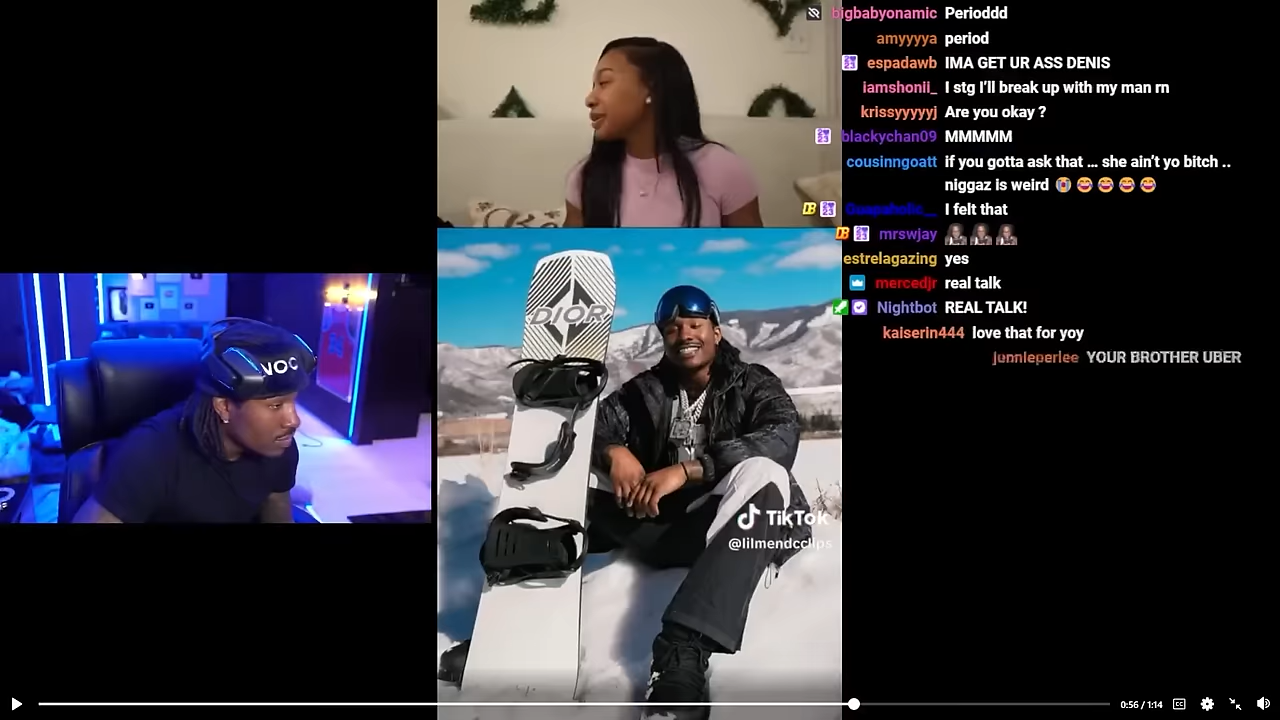 bigbabyonamic Perioddd
amyyyya period
espadawb IMA GET UR ASS DENIS
iamshonii_ I stg I’ll break up with my man rn
krissyyyyyj Are you okay ?
blackychan09 MMMMM
cousinngoatt if you gotta ask that … she ain’t yo bitch ..
niggaz is weird 😭 😂 😂 😂 😂
I felt that
mrswjay
estrelagazing yes
mercedjr real talk
Nightbot REAL TALK!
kaiserin444 love that for yoy
junnieperlee YOUR BROTHER UBER
NOC
DIOR
TikTok
@lilmendcclips
0:56 / 1:14